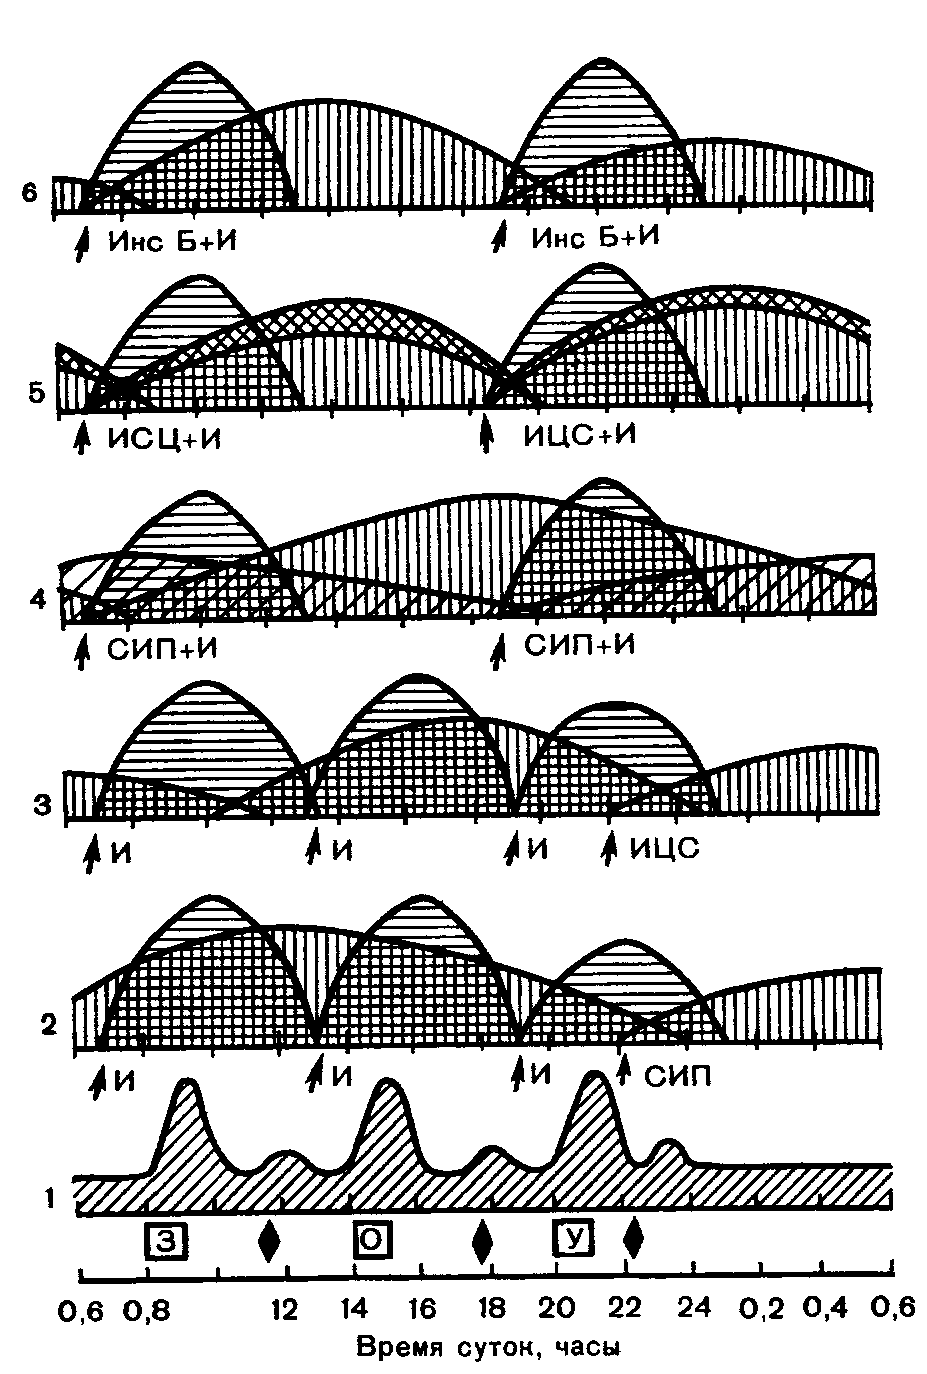 6
Инс Б+И Инс Б+И
5
ИСЦ+И ИЦС+И
4
СИП+И СИП+И
3
И И И ИЦС
2
И И И СИП
1
З О У
0,6 0,8 12 14 16 18 20 22 24 0,2 0,4 0,6
Время суток, часы